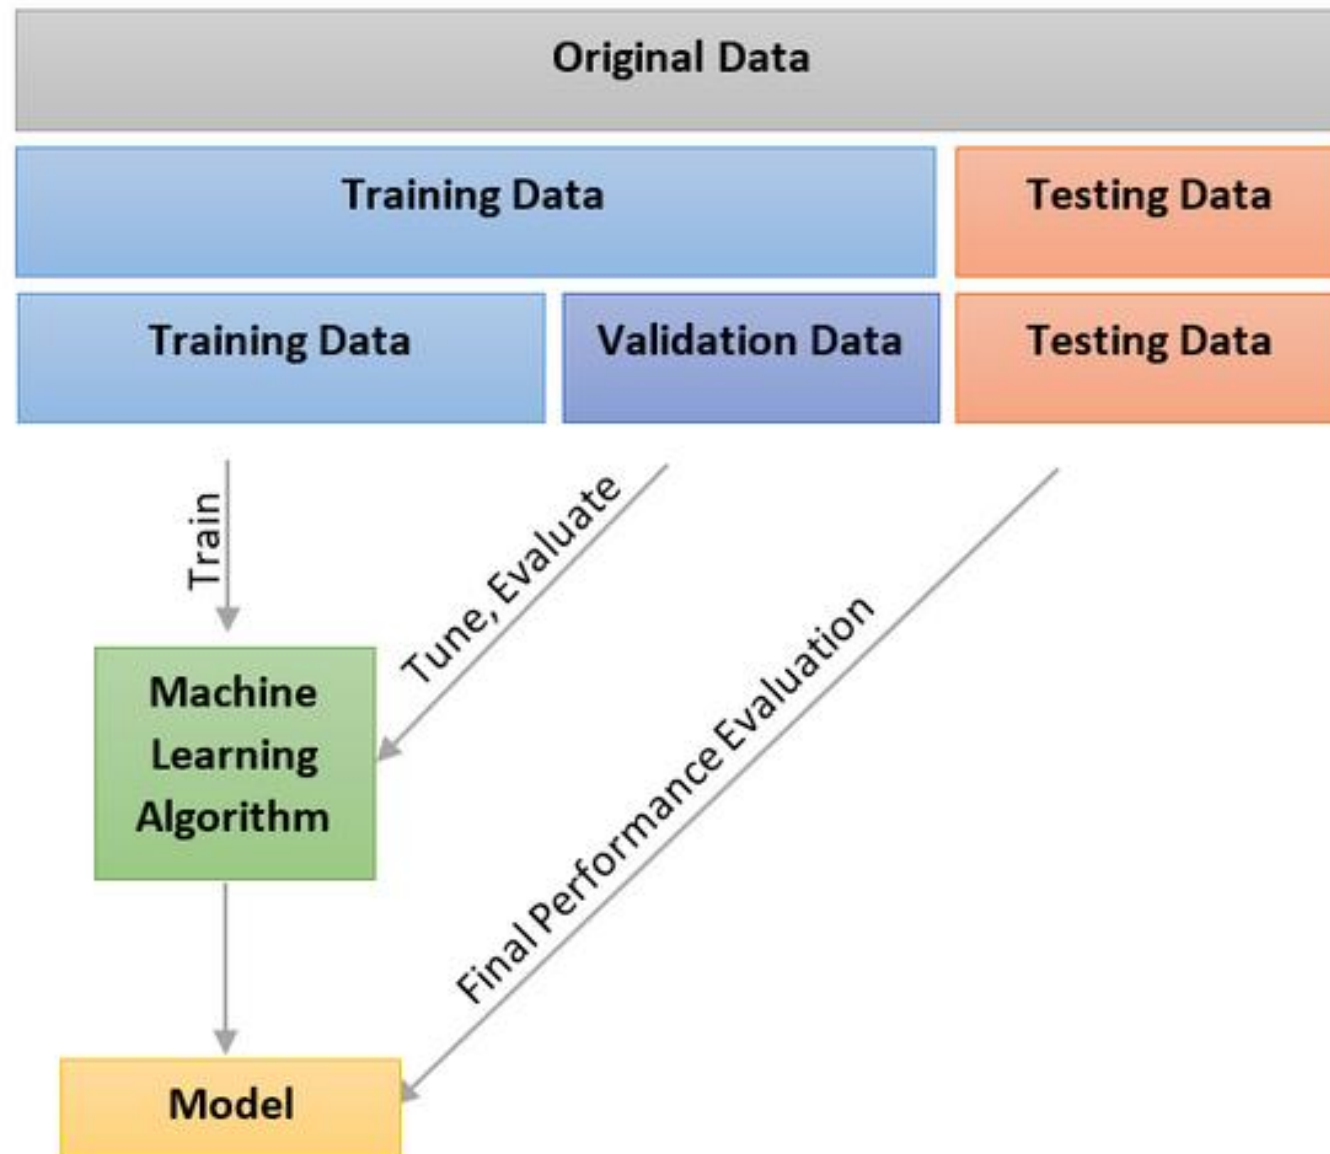 Original Data
Training Data
Testing Data
Training Data
Validation Data
Testing Data
Train
Tune, Evaluate
Final Performance Evaluation
Machine
Learning
Algorithm
Model